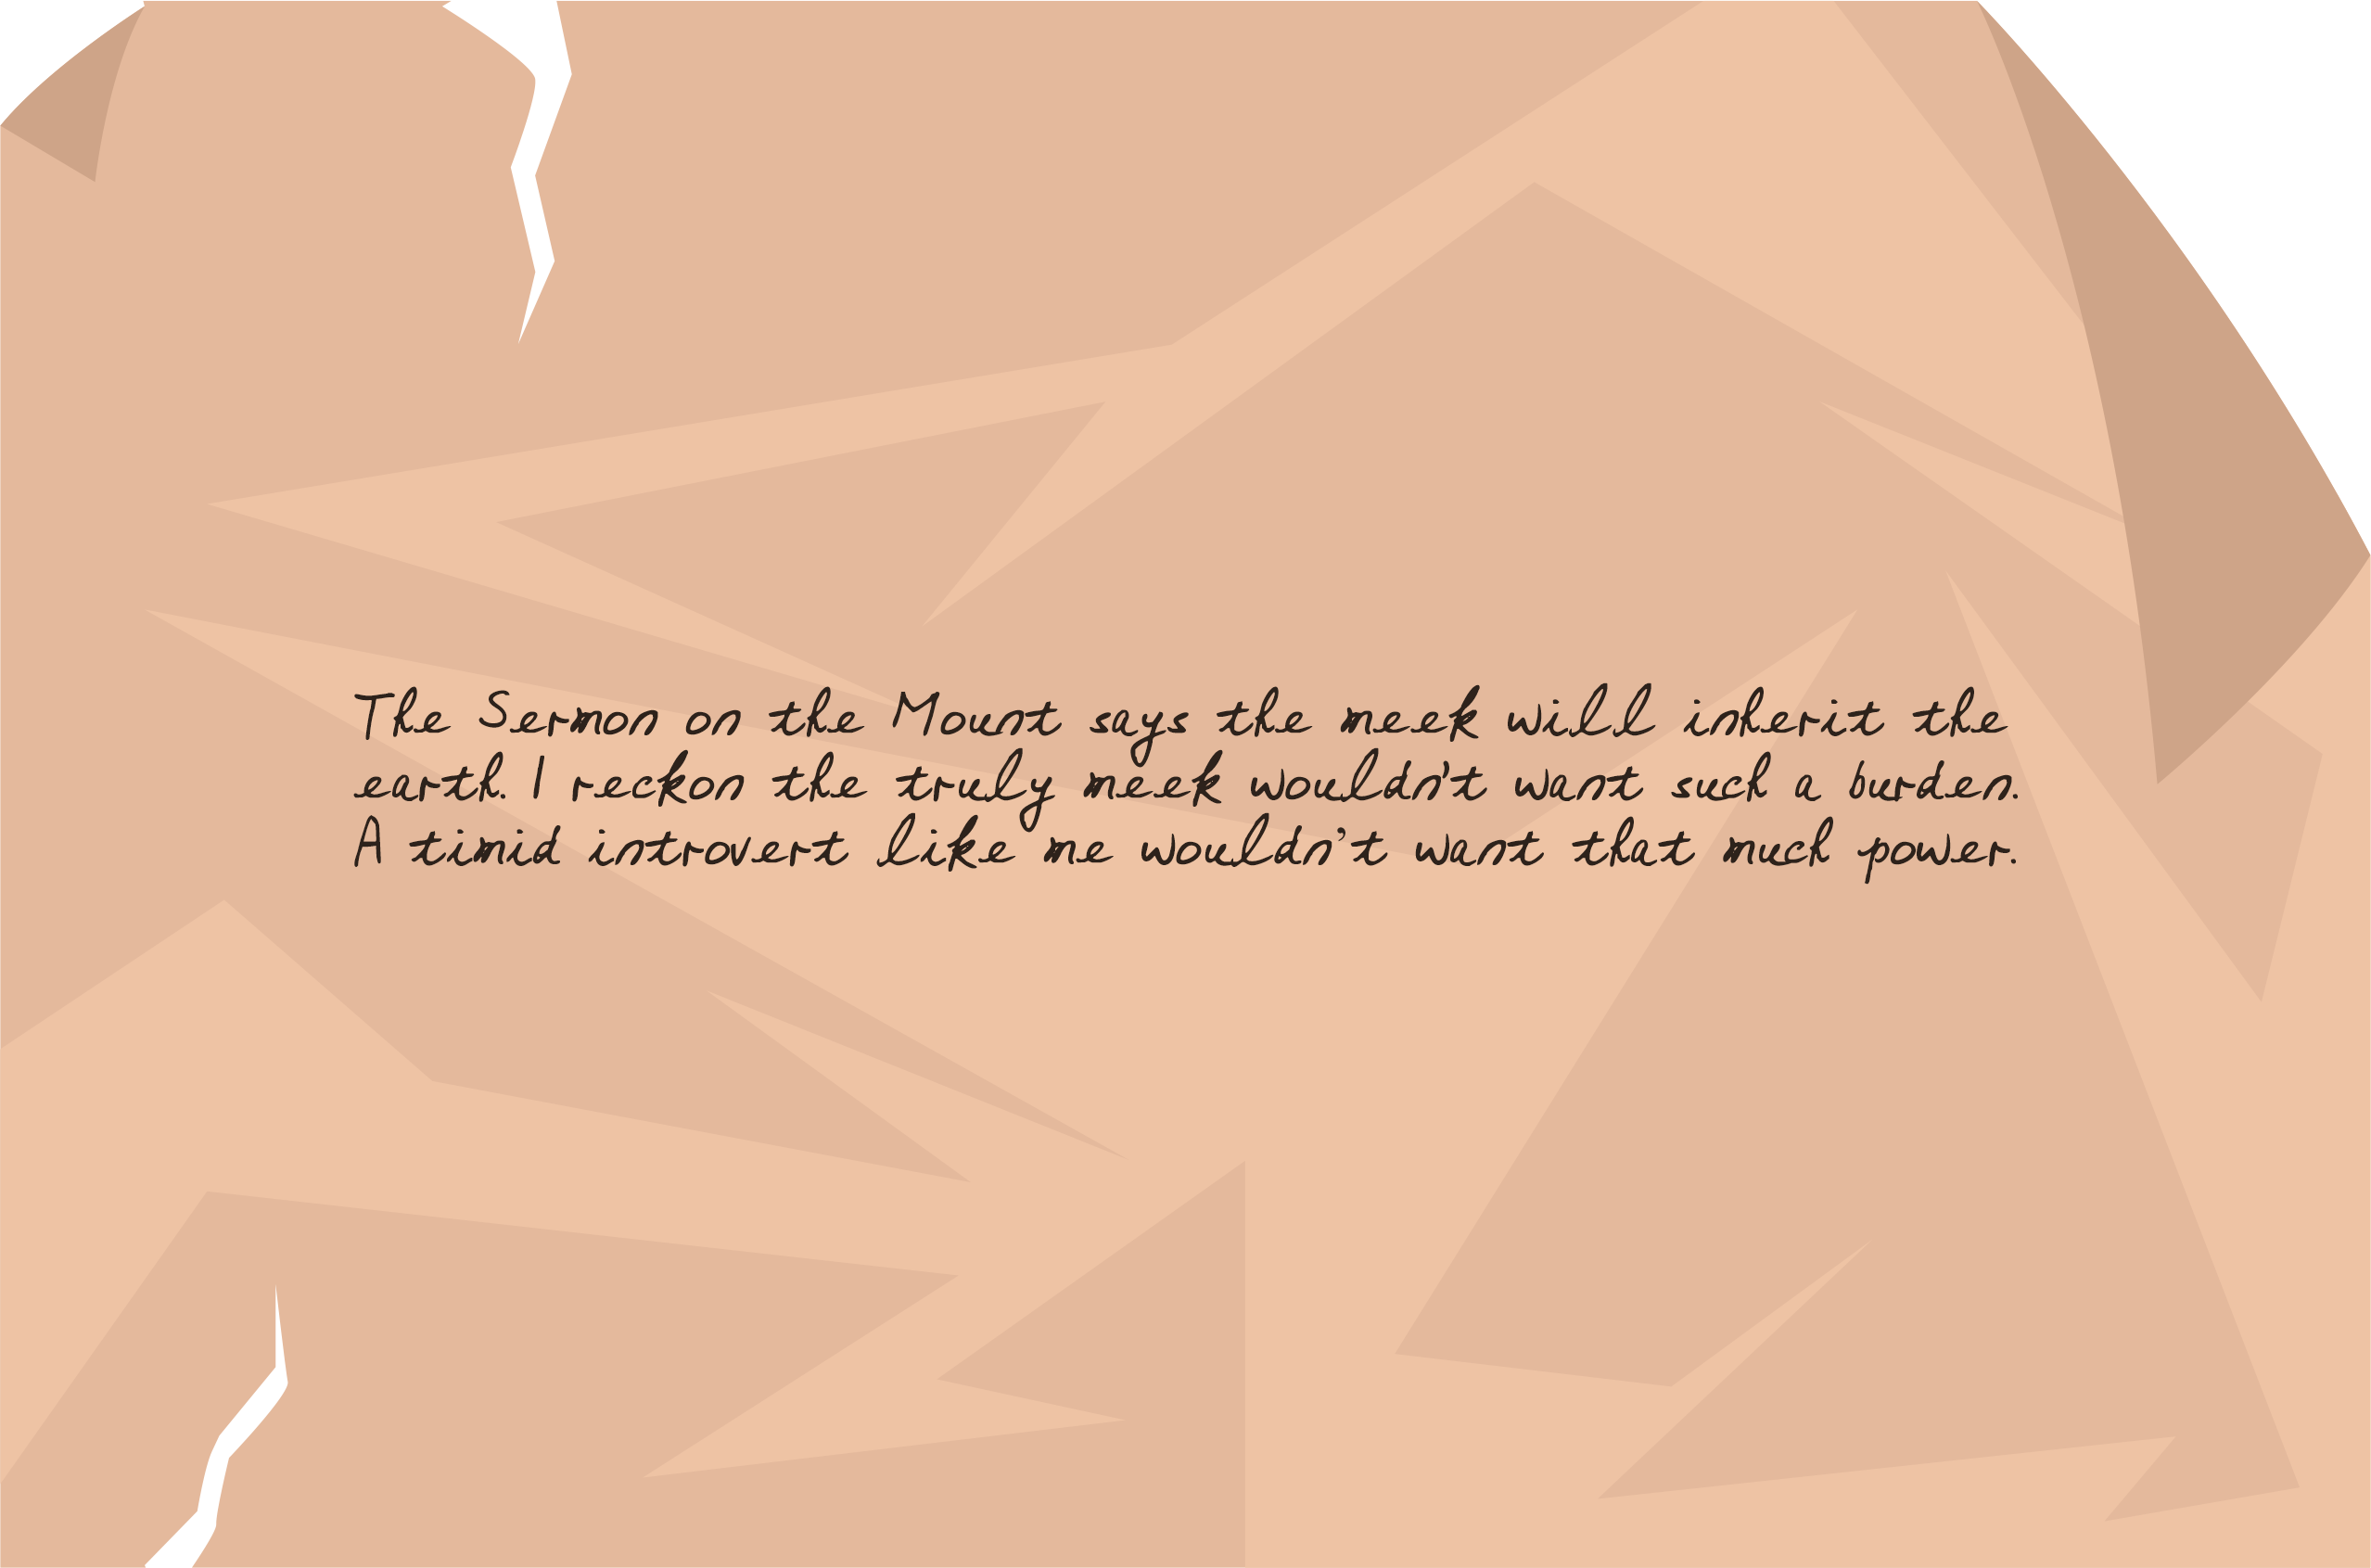 The Sermon on the Mount says the meek will inherit the
earth. I reckon the truly meek wouldn't want such a burden.
A timid introvert like me wouldn't want that much power.